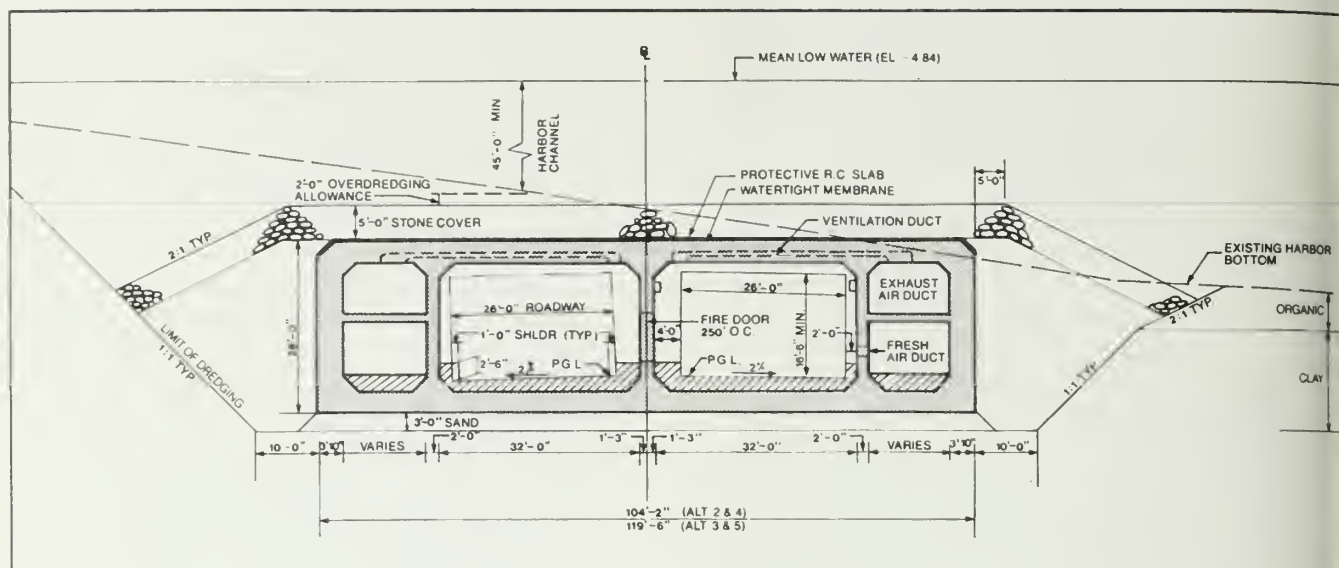 ℄
MEAN LOW WATER (EL - 4 84)
45'-0" MIN
HARBOR
CHANNEL
2'-0" OVERDREDGING
ALLOWANCE
PROTECTIVE R.C SLAB
WATERTIGHT MEMBRANE
5'-0"
5'-0" STONE COVER
VENTILATION DUCT
2:1 TYP
EXISTING HARBOR
BOTTOM
EXHAUST
AIR DUCT
26'-0" ROADWAY
26'-0"
ORGANIC
FIRE DOOR
250' O C.
1'-0" SHLDR (TYP)
4'-0"
16'-6" MIN.
2'-0"
2:1 TYP
FRESH
AIR DUCT
LIMIT OF DREDGING
1:1 TYP
2'-6"
P G L
P G L.
2%
CLAY
1:1 TYP
3'-0" SAND
10'-0"
3'10"
VARIES
2'-0"
32'-0"
1'-3"
1'-3"
32'-0"
2'-0"
VARIES
3'10"
10'-0"
104'-2" (ALT 2 & 4)
119'-6" (ALT 3 & 5)